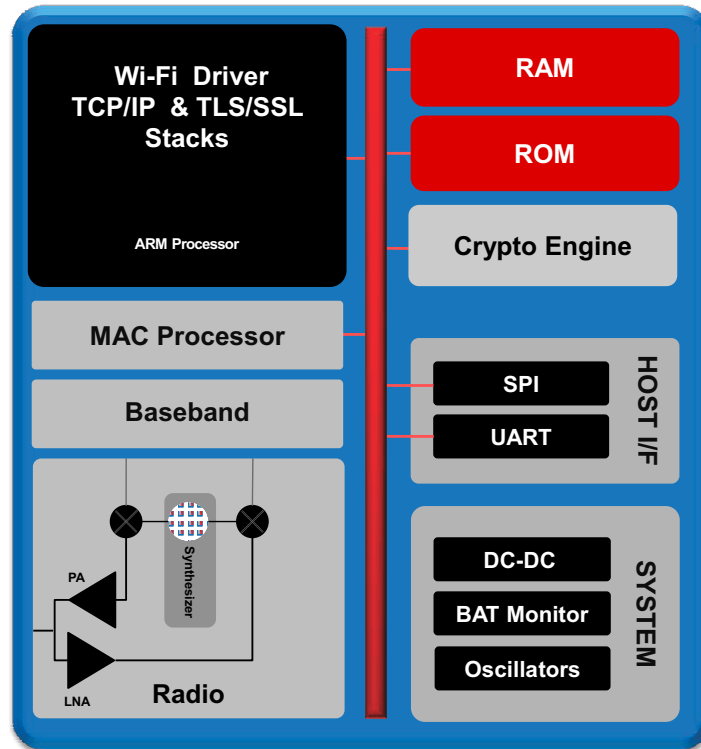 Wi-Fi Driver
TCP/IP & TLS/SSL
Stacks
ARM Processor
MAC Processor
Baseband
Synthesizer
PA
LNA
Radio
RAM
ROM
Crypto Engine
SPI
UART
HOST I/F
DC-DC
BAT Monitor
Oscillators
SYSTEM